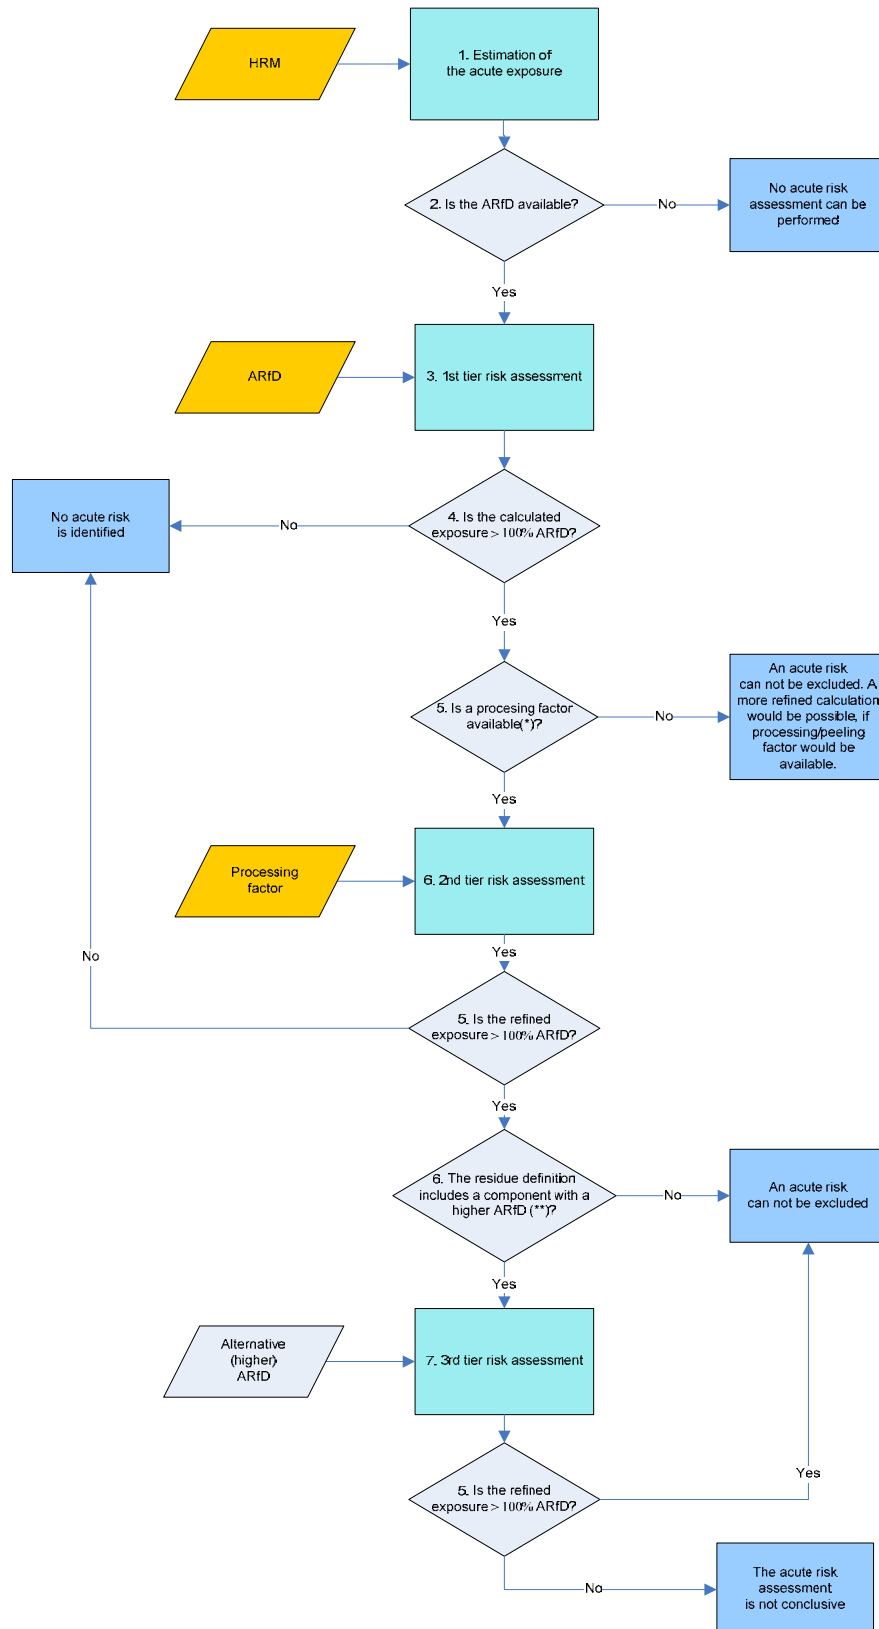 HRM
1. Estimation of
the acute exposure
2. Is the ARfD available?
No
No acute risk
assessment can be
performed
Yes
ARfD
3. 1st tier risk assessment
4. Is the calculated
exposure > 100% ARfD?
No
No acute risk
is identified
Yes
5. Is a procesing factor
available(*)?
No
An acute risk
can not be excluded. A
more refined calculation
would be possible, if
processing/peeling
factor would be
available.
Yes
Processing
factor
6. 2nd tier risk assessment
Yes
No
5. Is the refined
exposure > 100% ARfD?
Yes
6. The residue definition
includes a component with a
higher ARfD (**)?
No
An acute risk
can not be excluded
Yes
Alternative
(higher)
ARfD
7. 3rd tier risk assessment
5. Is the refined
exposure > 100% ARfD?
Yes
No
The acute risk
assessment
is not conclusive